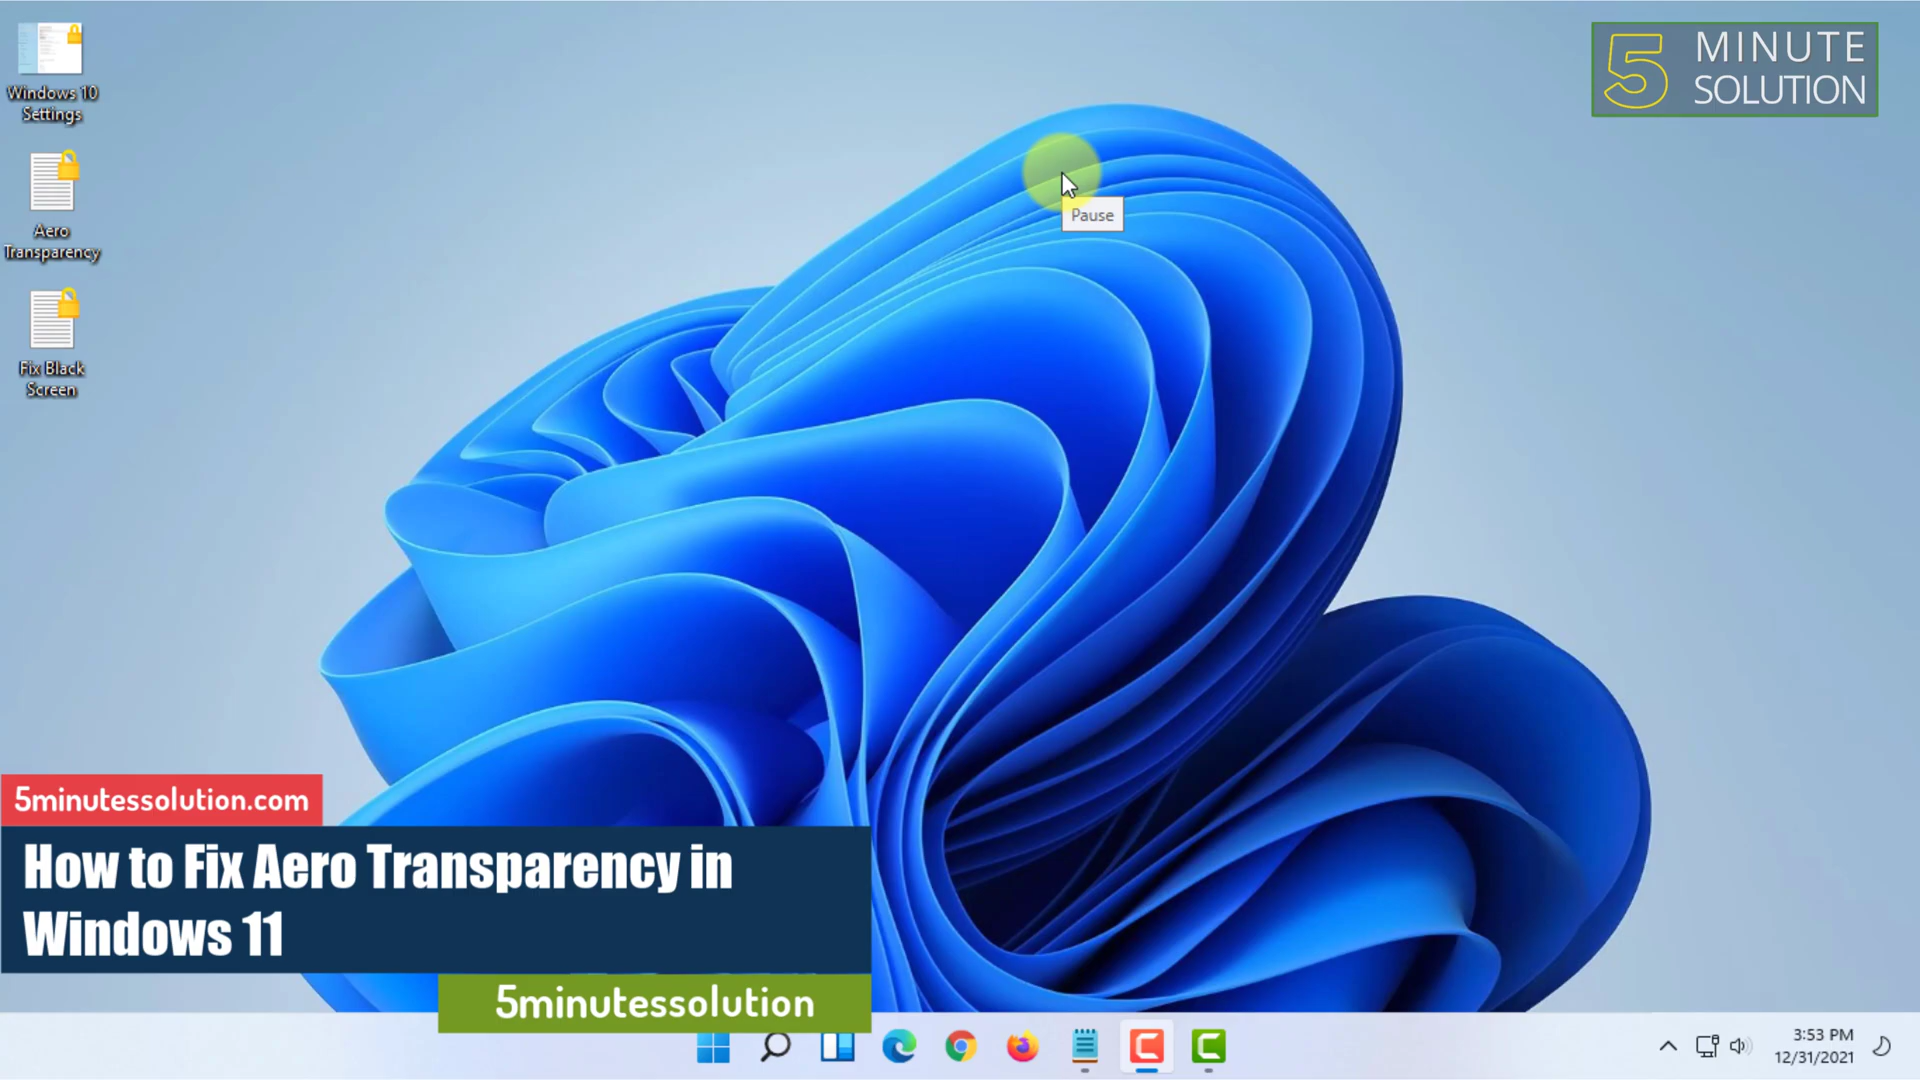 Windows 10
Settings
Aero
Transparency
Fix Black
Screen
5 MINUTE
SOLUTION
Pause
5minutessolution.com
How to Fix Aero Transparency in
Windows 11
5minutessolution
3:53 PM
12/31/2021